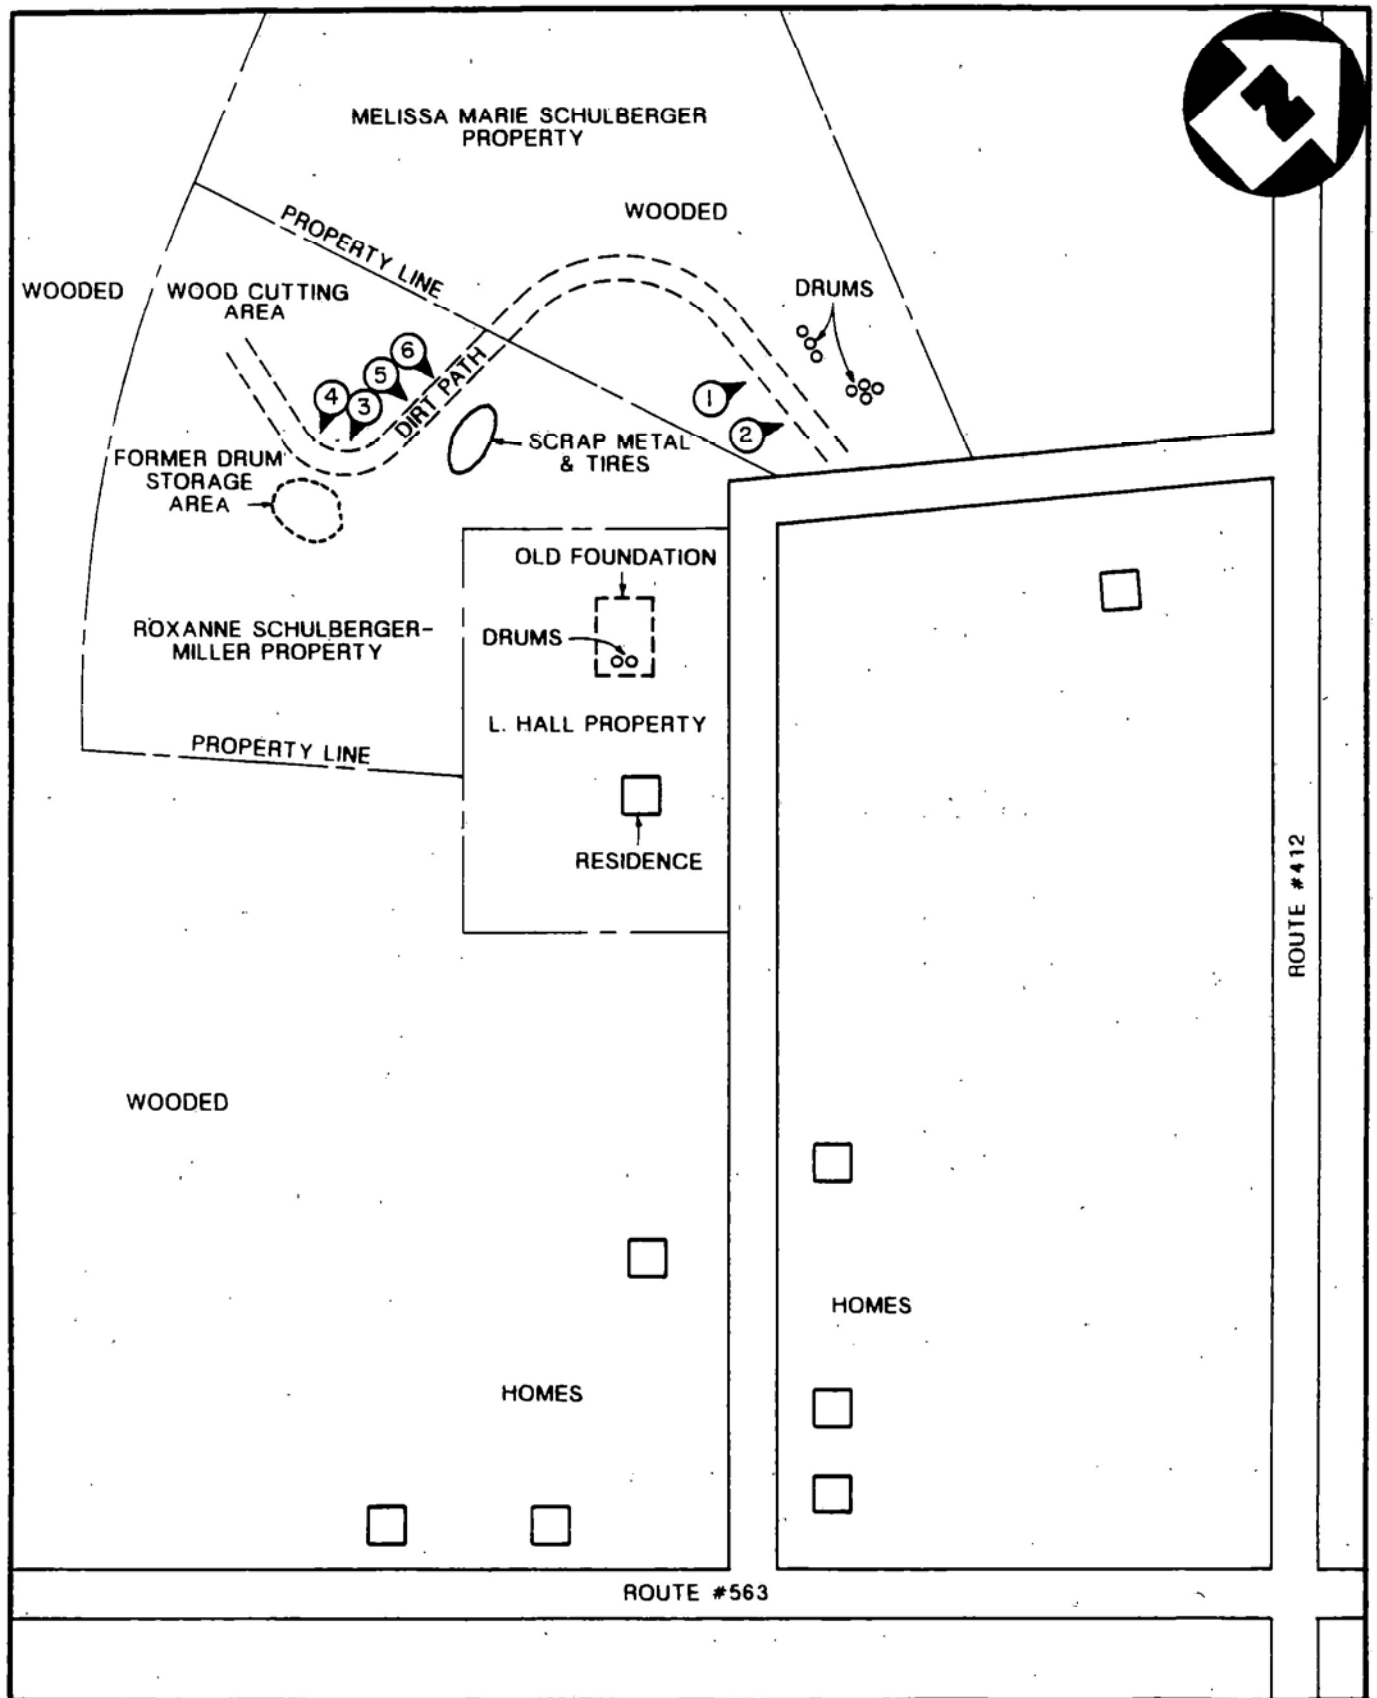 N
MELISSA MARIE SCHULBERGER
PROPERTY
WOODED
PROPERTY LINE
WOODED
WOOD CUTTING
AREA
DRUMS
6
5
4
3
DIRT PATH
1
2
SCRAP METAL
& TIRES
FORMER DRUM
STORAGE
AREA
OLD FOUNDATION
DRUMS
ROXANNE SCHULBERGER-
MILLER PROPERTY
L. HALL PROPERTY
PROPERTY LINE
RESIDENCE
ROUTE #412
WOODED
HOMES
HOMES
ROUTE #563